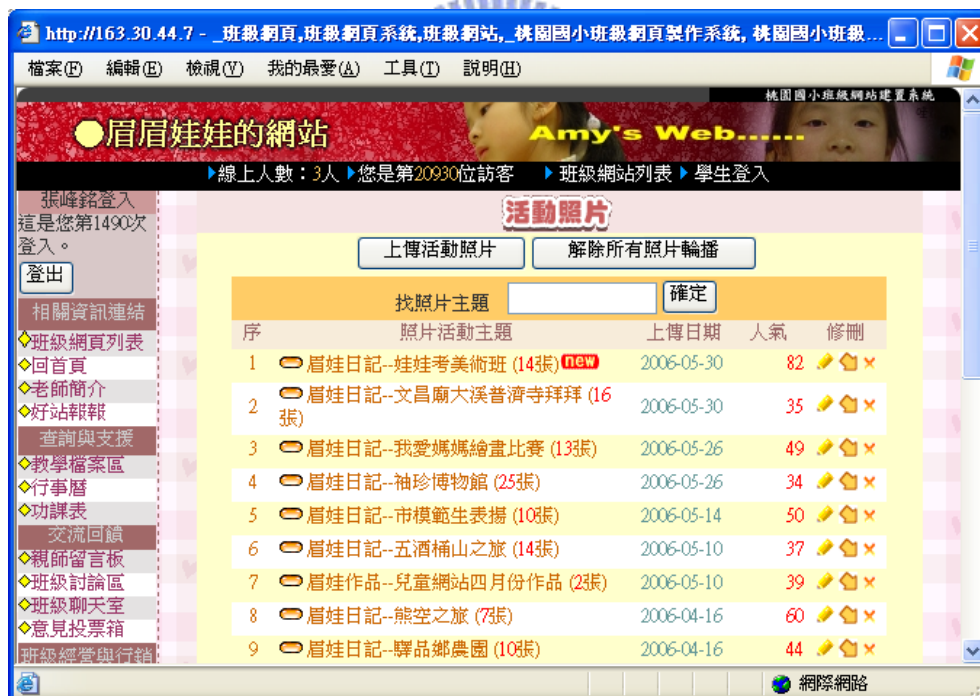 http://163.30.44.7 - _班級網頁,班級網頁系統,班級網站,_桃園國小班級網頁製作系統, 桃園國小班級...
檔案(F) 編輯(E) 檢視(V) 我的最愛(A) 工具(T) 說明(H)
桃園國小班級網站建置系統
●眉眉娃娃的網站 Amy's Web......
線上人數：3人 您是第20930位訪客 班級網站列表 學生登入
張峰銘登入
這是您第1490次
登入。
登出
相關資訊連結
班級網頁列表
回首頁
老師簡介
好站報報
查詢與支援
教學檔案區
行事曆
功課表
交流回饋
親師留言板
班級討論區
班級聊天室
意見投票箱
班級經營與行銷
活動照片
上傳活動照片 解除所有照片輪播
找照片主題 確定
序 照片活動主題 上傳日期 人氣 修刪
1 眉娃日記--娃娃考美術班 (14張) new 2006-05-30 82
2 眉娃日記--文昌廟大溪普濟寺拜拜 (16
張) 2006-05-30 35
3 眉娃日記--我愛媽媽繪畫比賽 (13張) 2006-05-26 49
4 眉娃日記--袖珍博物館 (25張) 2006-05-26 34
5 眉娃日記--市模範生表揚 (10張) 2006-05-14 50
6 眉娃日記--五酒桶山之旅 (14張) 2006-05-10 37
7 眉娃作品--兒童網站四月份作品 (2張) 2006-05-10 39
8 眉娃日記--熊空之旅 (7張) 2006-04-16 60
9 眉娃日記--驛品鄉農園 (10張) 2006-04-16 44
網際網路